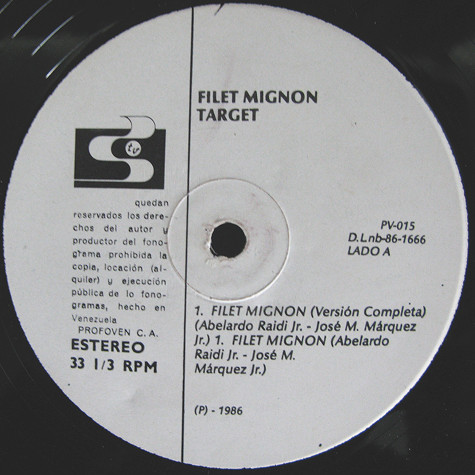 FILET MIGNON
TARGET
tv
quedan
reservados los dere-
chos del autor y
productor del fono-
grama prohibida la
copia, locación (al-
quiler) y ejecución
pública de lo fono-
gramas, hecho en
Venezuela
PROFOVEN C. A.
ESTEREO
33 1/3 RPM
PV-015
D.Lnb-86-1666
LADO A
1. FILET MIGNON (Versión Completa)
(Abelardo Raidi Jr. - José M. Márquez
Jr.) 1. FILET MIGNON (Abelardo
Raidi Jr. - José M.
Márquez Jr.)
(P) - 1986